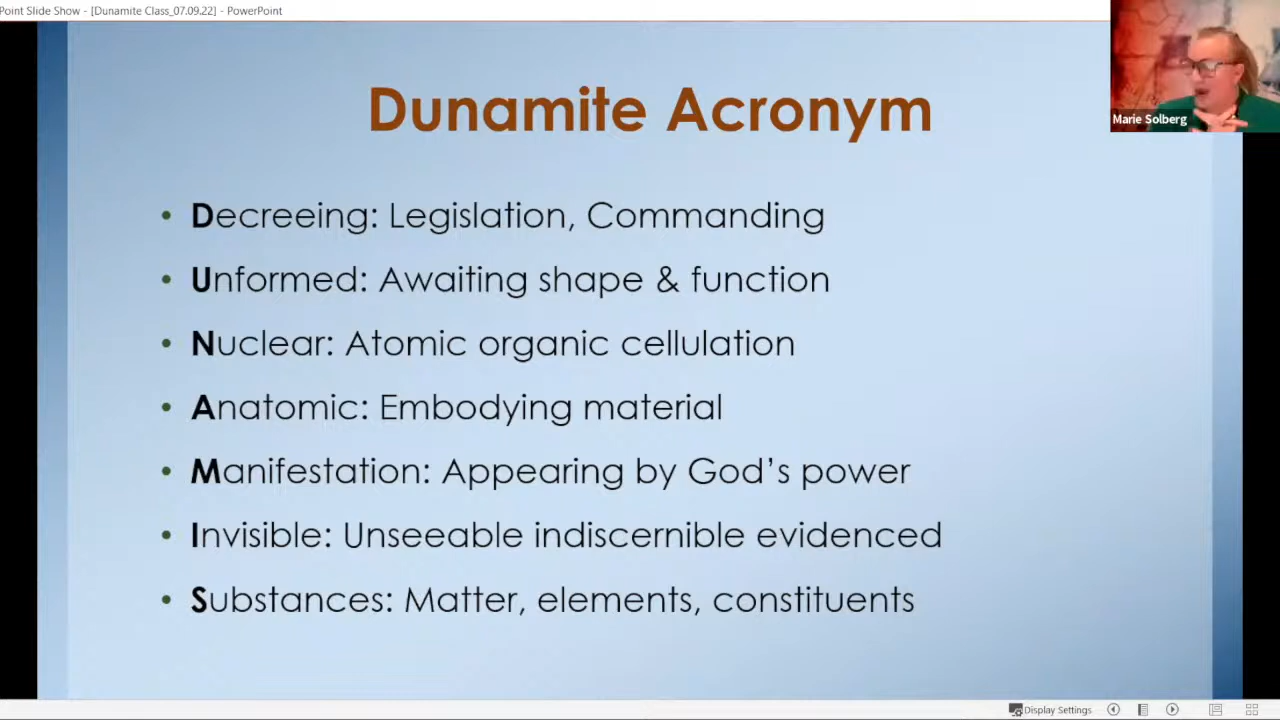 Point Slide Show - [Dunamite Class_07.09.22] - PowerPoint
Marie Solberg
Dunamite Acronym
• Decreeing: Legislation, Commanding
• Unformed: Awaiting shape & function
• Nuclear: Atomic organic cellulation
• Anatomic: Embodying material
• Manifestation: Appearing by God’s power
• Invisible: Unseeable indiscernible evidenced
• Substances: Matter, elements, constituents
Display Settings